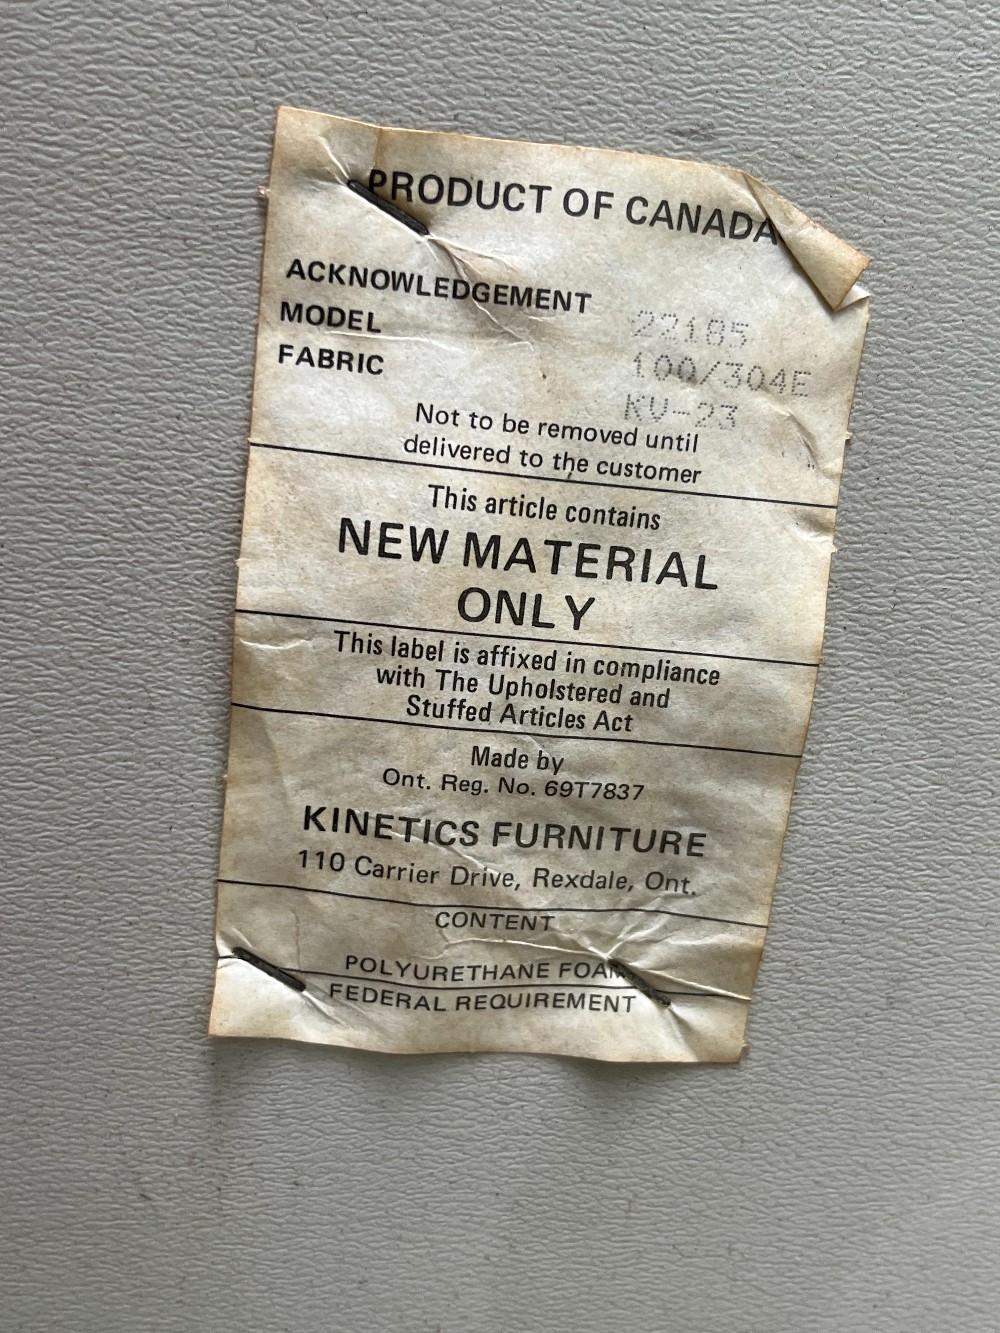 PRODUCT OF CANADA
ACKNOWLEDGEMENT 22185
MODEL 100/304E
FABRIC KV-23
Not to be removed until
delivered to the customer
This article contains
NEW MATERIAL
ONLY
This label is affixed in compliance
with The Upholstered and
Stuffed Articles Act
Made by
Ont. Reg. No. 69T7837
KINETICS FURNITURE
110 Carrier Drive, Rexdale, Ont.
CONTENT
POLYURETHANE FOAM
FEDERAL REQUIREMENT